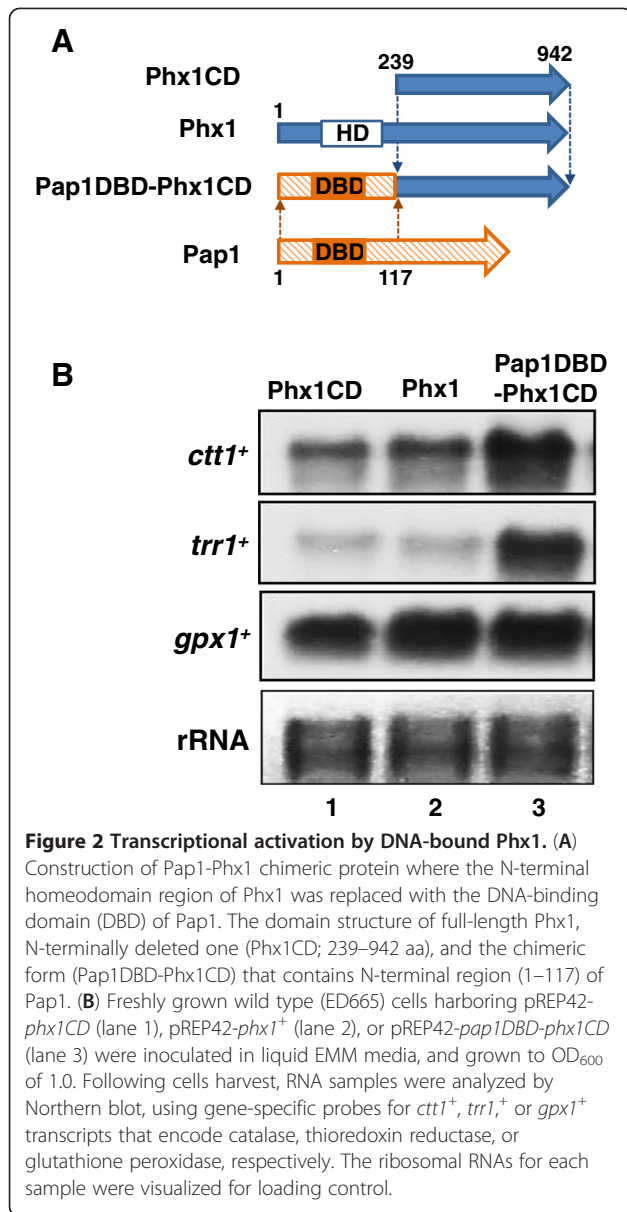 A
239 942
Phx1CD
1
Phx1 HD
Pap1DBD-Phx1CD DBD
Pap1 DBD
1 117
B
Phx1CD Phx1 Pap1DBD
-Phx1CD
ctt1+
trr1+
gpx1+
rRNA
1 2 3
Figure 2 Transcriptional activation by DNA-bound Phx1. (A)
Construction of Pap1-Phx1 chimeric protein where the N-terminal
homeodomain region of Phx1 was replaced with the DNA-binding
domain (DBD) of Pap1. The domain structure of full-length Phx1,
N-terminally deleted one (Phx1CD; 239–942 aa), and the chimeric
form (Pap1DBD-Phx1CD) that contains N-terminal region (1–117) of
Pap1. (B) Freshly grown wild type (ED665) cells harboring pREP42-
phx1CD (lane 1), pREP42-phx1+ (lane 2), or pREP42-pap1DBD-phx1CD
(lane 3) were inoculated in liquid EMM media, and grown to OD600
of 1.0. Following cells harvest, RNA samples were analyzed by
Northern blot, using gene-specific probes for ctt1+, trr1,+ or gpx1+
transcripts that encode catalase, thioredoxin reductase, or
glutathione peroxidase, respectively. The ribosomal RNAs for each
sample were visualized for loading control.